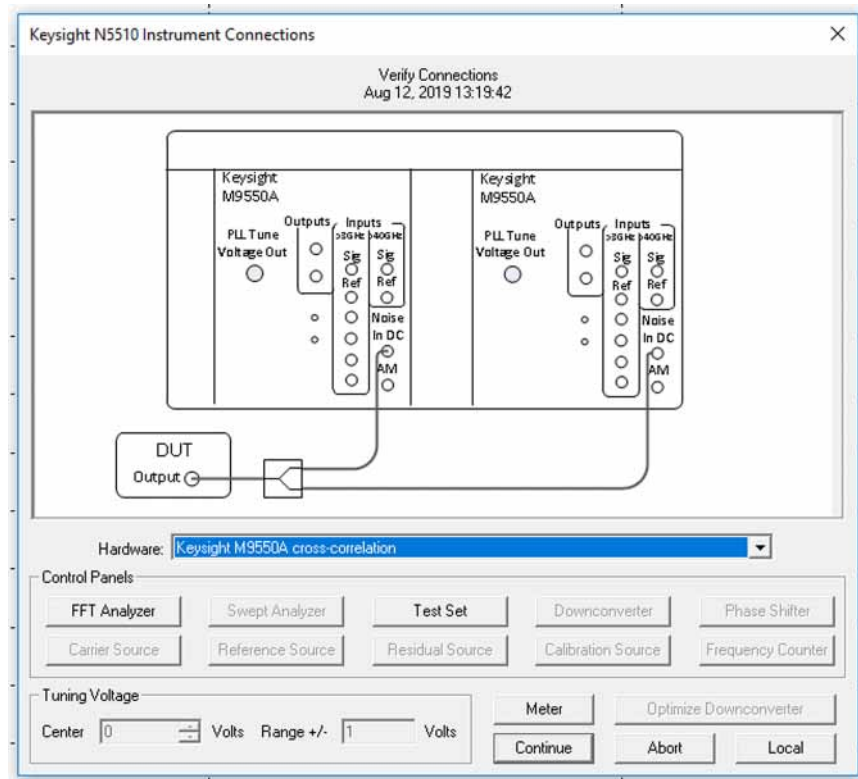 Keysight N5510 Instrument Connections
Verify Connections
Aug 12, 2019 13:19:42
Keysight
M9550A
PLL Tune
Voltage Out
Outputs
Inputs
>3GHz >40GHz
Sig Sig
Ref Ref
Noise
In DC
AM
Keysight
M9550A
PLL Tune
Voltage Out
Outputs
Inputs
>3GHz >40GHz
Sig Sig
Ref Ref
Noise
In DC
AM
DUT
Output
Hardware: Keysight M9550A cross-correlation
Control Panels
FFT Analyzer Swept Analyzer Test Set Downconverter Phase Shifter
Carrier Source Reference Source Residual Source Calibration Source Frequency Counter
Tuning Voltage
Center 0 Volts Range +/- 1 Volts
Meter Optimize Downconverter
Continue Abort Local